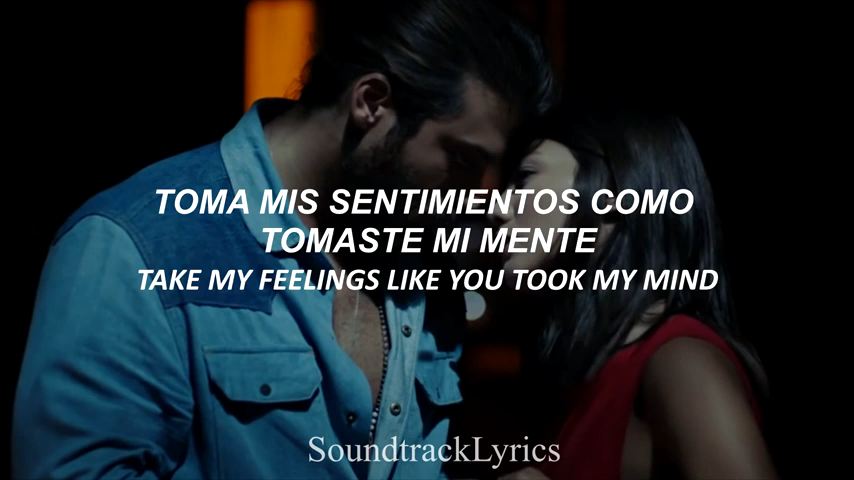 TOMA MIS SENTIMIENTOS COMO
TOMASTE MI MENTE
TAKE MY FEELINGS LIKE YOU TOOK MY MIND
SoundtrackLyrics